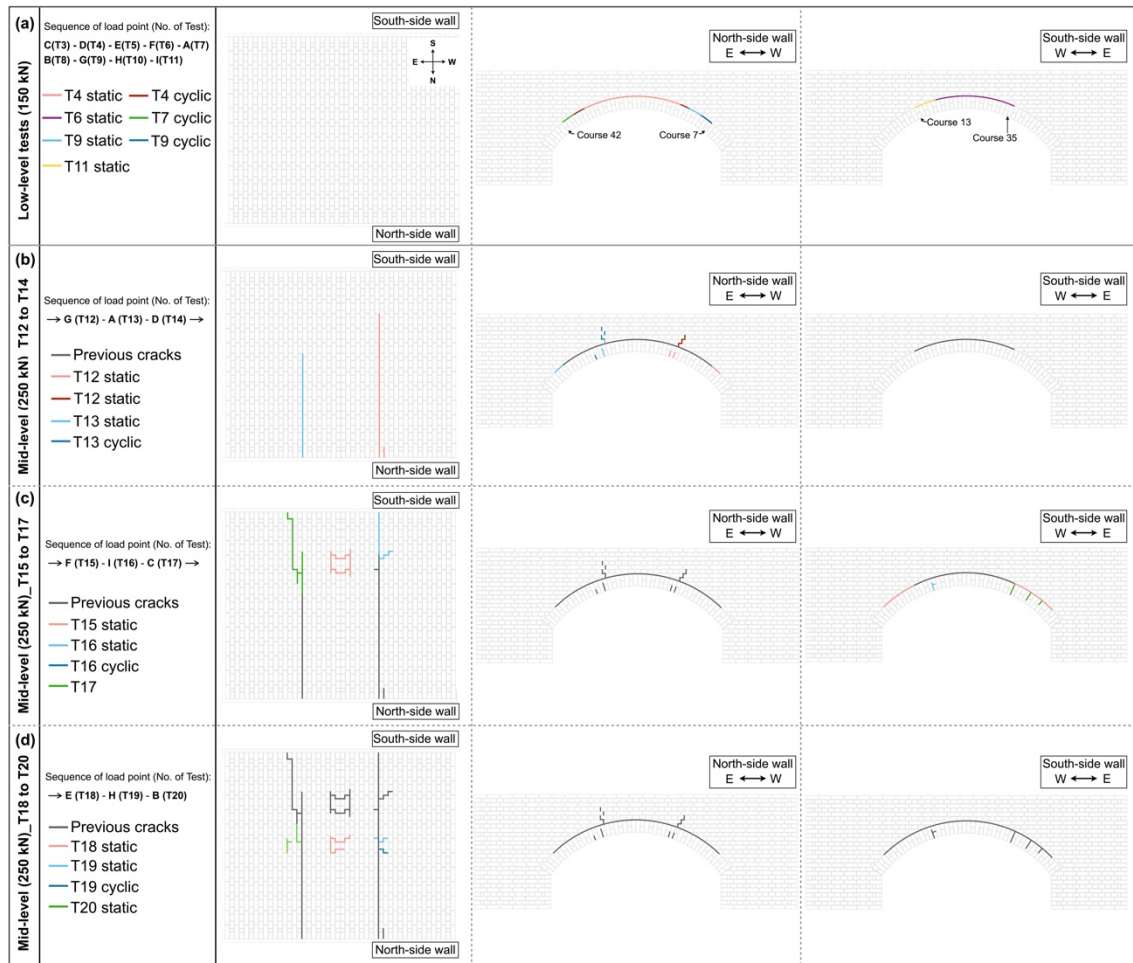 (a)
Low-level tests (150 kN)
Sequence of load point (No. of Test):
C(T3) - D(T4) - E(T5) - F(T6) - A(T7)
B(T8) - G(T9) - H(T10) - I(T11)
T4 static
T4 cyclic
T6 static
T7 cyclic
T9 static
T9 cyclic
T11 static
South-side wall
S
E W
N
North-side wall
North-side wall
E ⟷ W
Course 42
Course 7
South-side wall
W ⟷ E
Course 13
Course 35
(b)
Mid-level (250 kN)_T12 to T14
Sequence of load point (No. of Test):
→ G (T12) - A (T13) - D (T14) →
Previous cracks
T12 static
T12 static
T13 static
T13 cyclic
South-side wall
North-side wall
North-side wall
E ⟷ W
South-side wall
W ⟷ E
(c)
Mid-level (250 kN)_T15 to T17
Sequence of load point (No. of Test):
→ F (T15) - I (T16) - C (T17) →
Previous cracks
T15 static
T16 static
T16 cyclic
T17
South-side wall
North-side wall
North-side wall
E ⟷ W
South-side wall
W ⟷ E
(d)
Mid-level (250 kN)_T18 to T20
Sequence of load point (No. of Test):
→ E (T18) - H (T19) - B (T20)
Previous cracks
T18 static
T19 static
T19 cyclic
T20 static
South-side wall
North-side wall
North-side wall
E ⟷ W
South-side wall
W ⟷ E